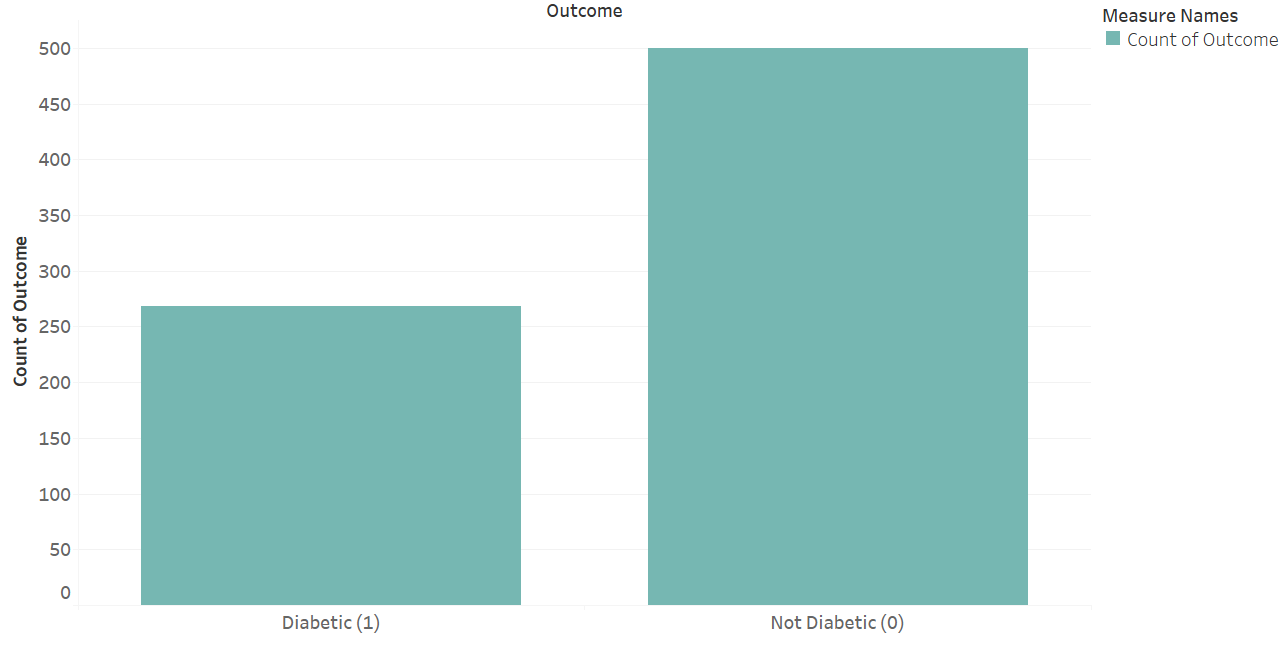 Outcome
Measure Names
Count of Outcome
Count of Outcome
500
450
400
350
300
250
200
150
100
50
0
Diabetic (1)
Not Diabetic (0)